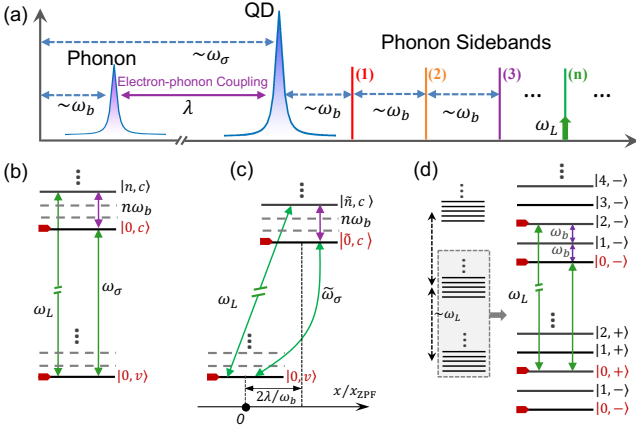 (a)
QD
~ω_σ
Phonon
Phonon Sidebands
Electron-phonon Coupling
(1)
(2)
(3)
(n)
~ω_b
λ
~ω_b
~ω_b
~ω_b
...
...
ω_L
(b)
|n, c⟩
nω_b
|0, c⟩
ω_L
ω_σ
|0, v⟩
(c)
|ñ, c⟩
nω_b
|0̃, c⟩
ω_L
ω̃_σ
|0, v⟩
2λ/ω_b
x/x_ZPF
0
(d)
~ω_L
|4, −⟩
|3, −⟩
|2, −⟩
ω_b
|1, −⟩
ω_b
|0, −⟩
ω_L
|2, +⟩
|1, +⟩
|0, +⟩
|1, −⟩
|0, −⟩